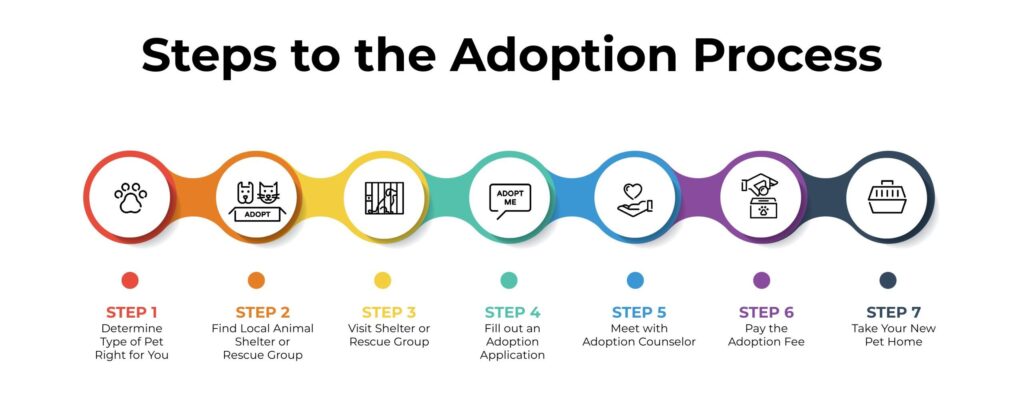 Steps to the Adoption Process
ADOPT
ADOPT
ME
STEP 1
Determine
Type of Pet
Right for You
STEP 2
Find Local Animal
Shelter or
Rescue Group
STEP 3
Visit Shelter or
Rescue Group
STEP 4
Fill out an
Adoption
Application
STEP 5
Meet with
Adoption Counselor
STEP 6
Pay the
Adoption Fee
STEP 7
Take Your New
Pet Home